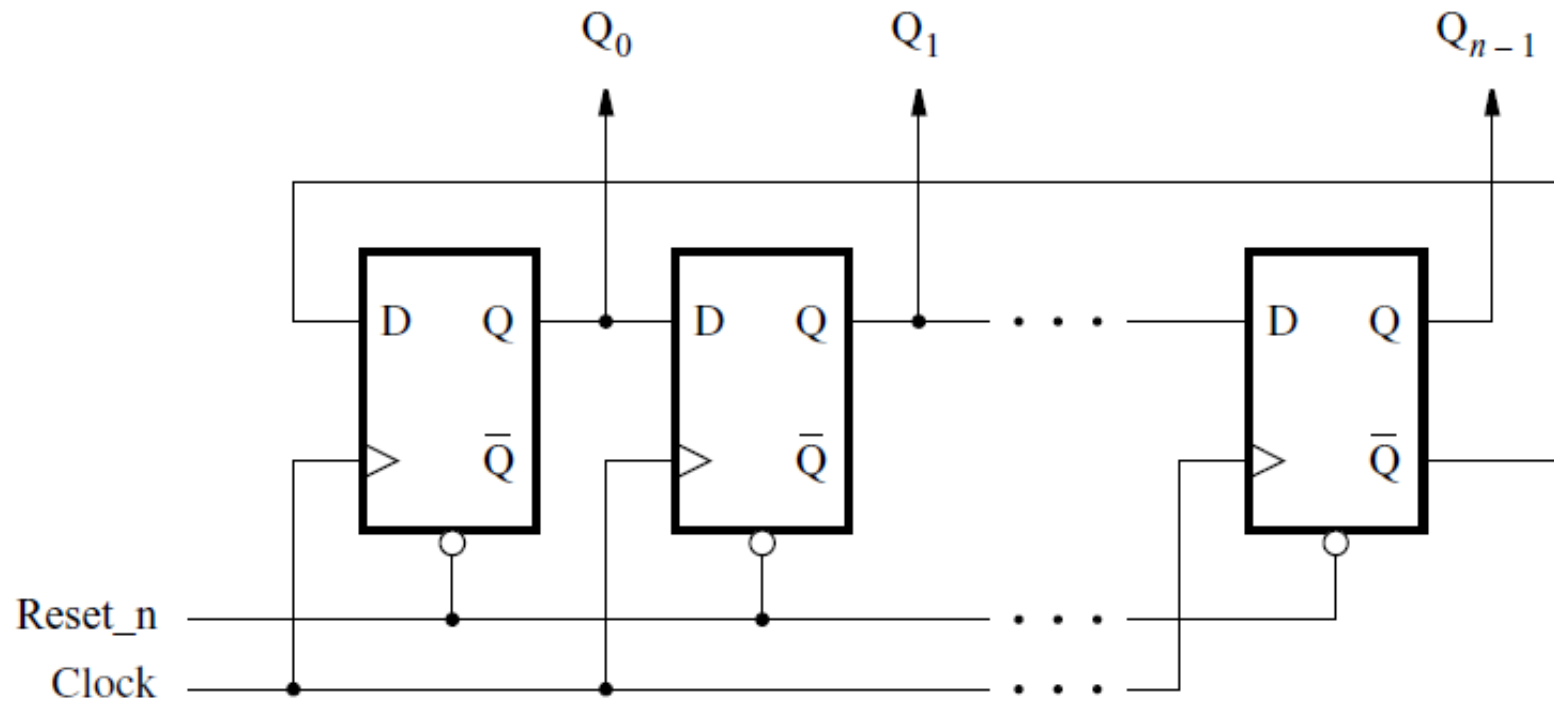 Q₀ Q₁ Qₙ₋₁
D Q D Q . . . D Q
Q̅ Q̅ Q̅
Reset_n . . .
Clock . . .